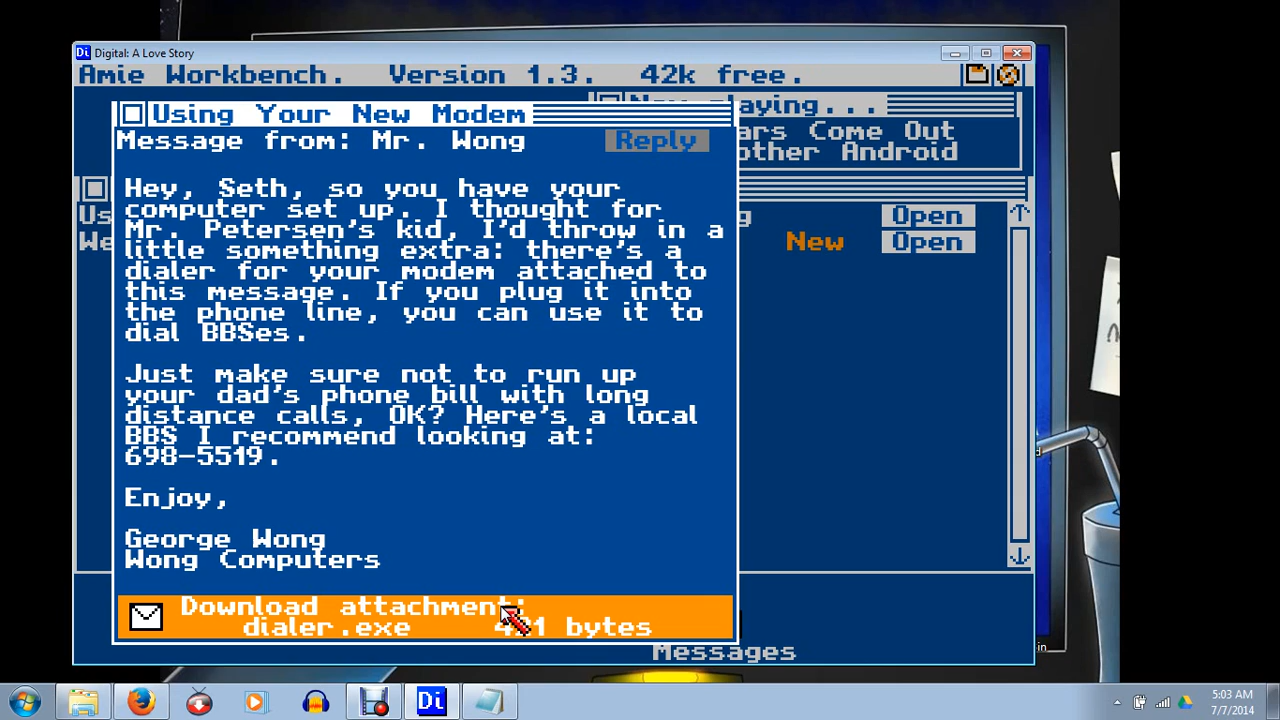 Di Digital: A Love Story
Amie Workbench. Version 1.3. 42k free.
Using Your New Modem
Message from: Mr. Wong Reply
Hey, Seth, so you have your
computer set up. I thought for
Mr. Petersen's kid, I'd throw in a
little something extra: there's a
dialer for your modem attached to
this message. If you plug it into
the phone line, you can use it to
dial BBSes.
Just make sure not to run up
your dad's phone bill with long
distance calls, OK? Here's a local
BBS I recommend looking at:
698-5519.
Enjoy,
George Wong
Wong Computers
Download attachment:
dialer.exe bytes
playing...
ars Come Out
other Android
Us g Open
We New Open
Messages
in
Di
5:03 AM
7/7/2014